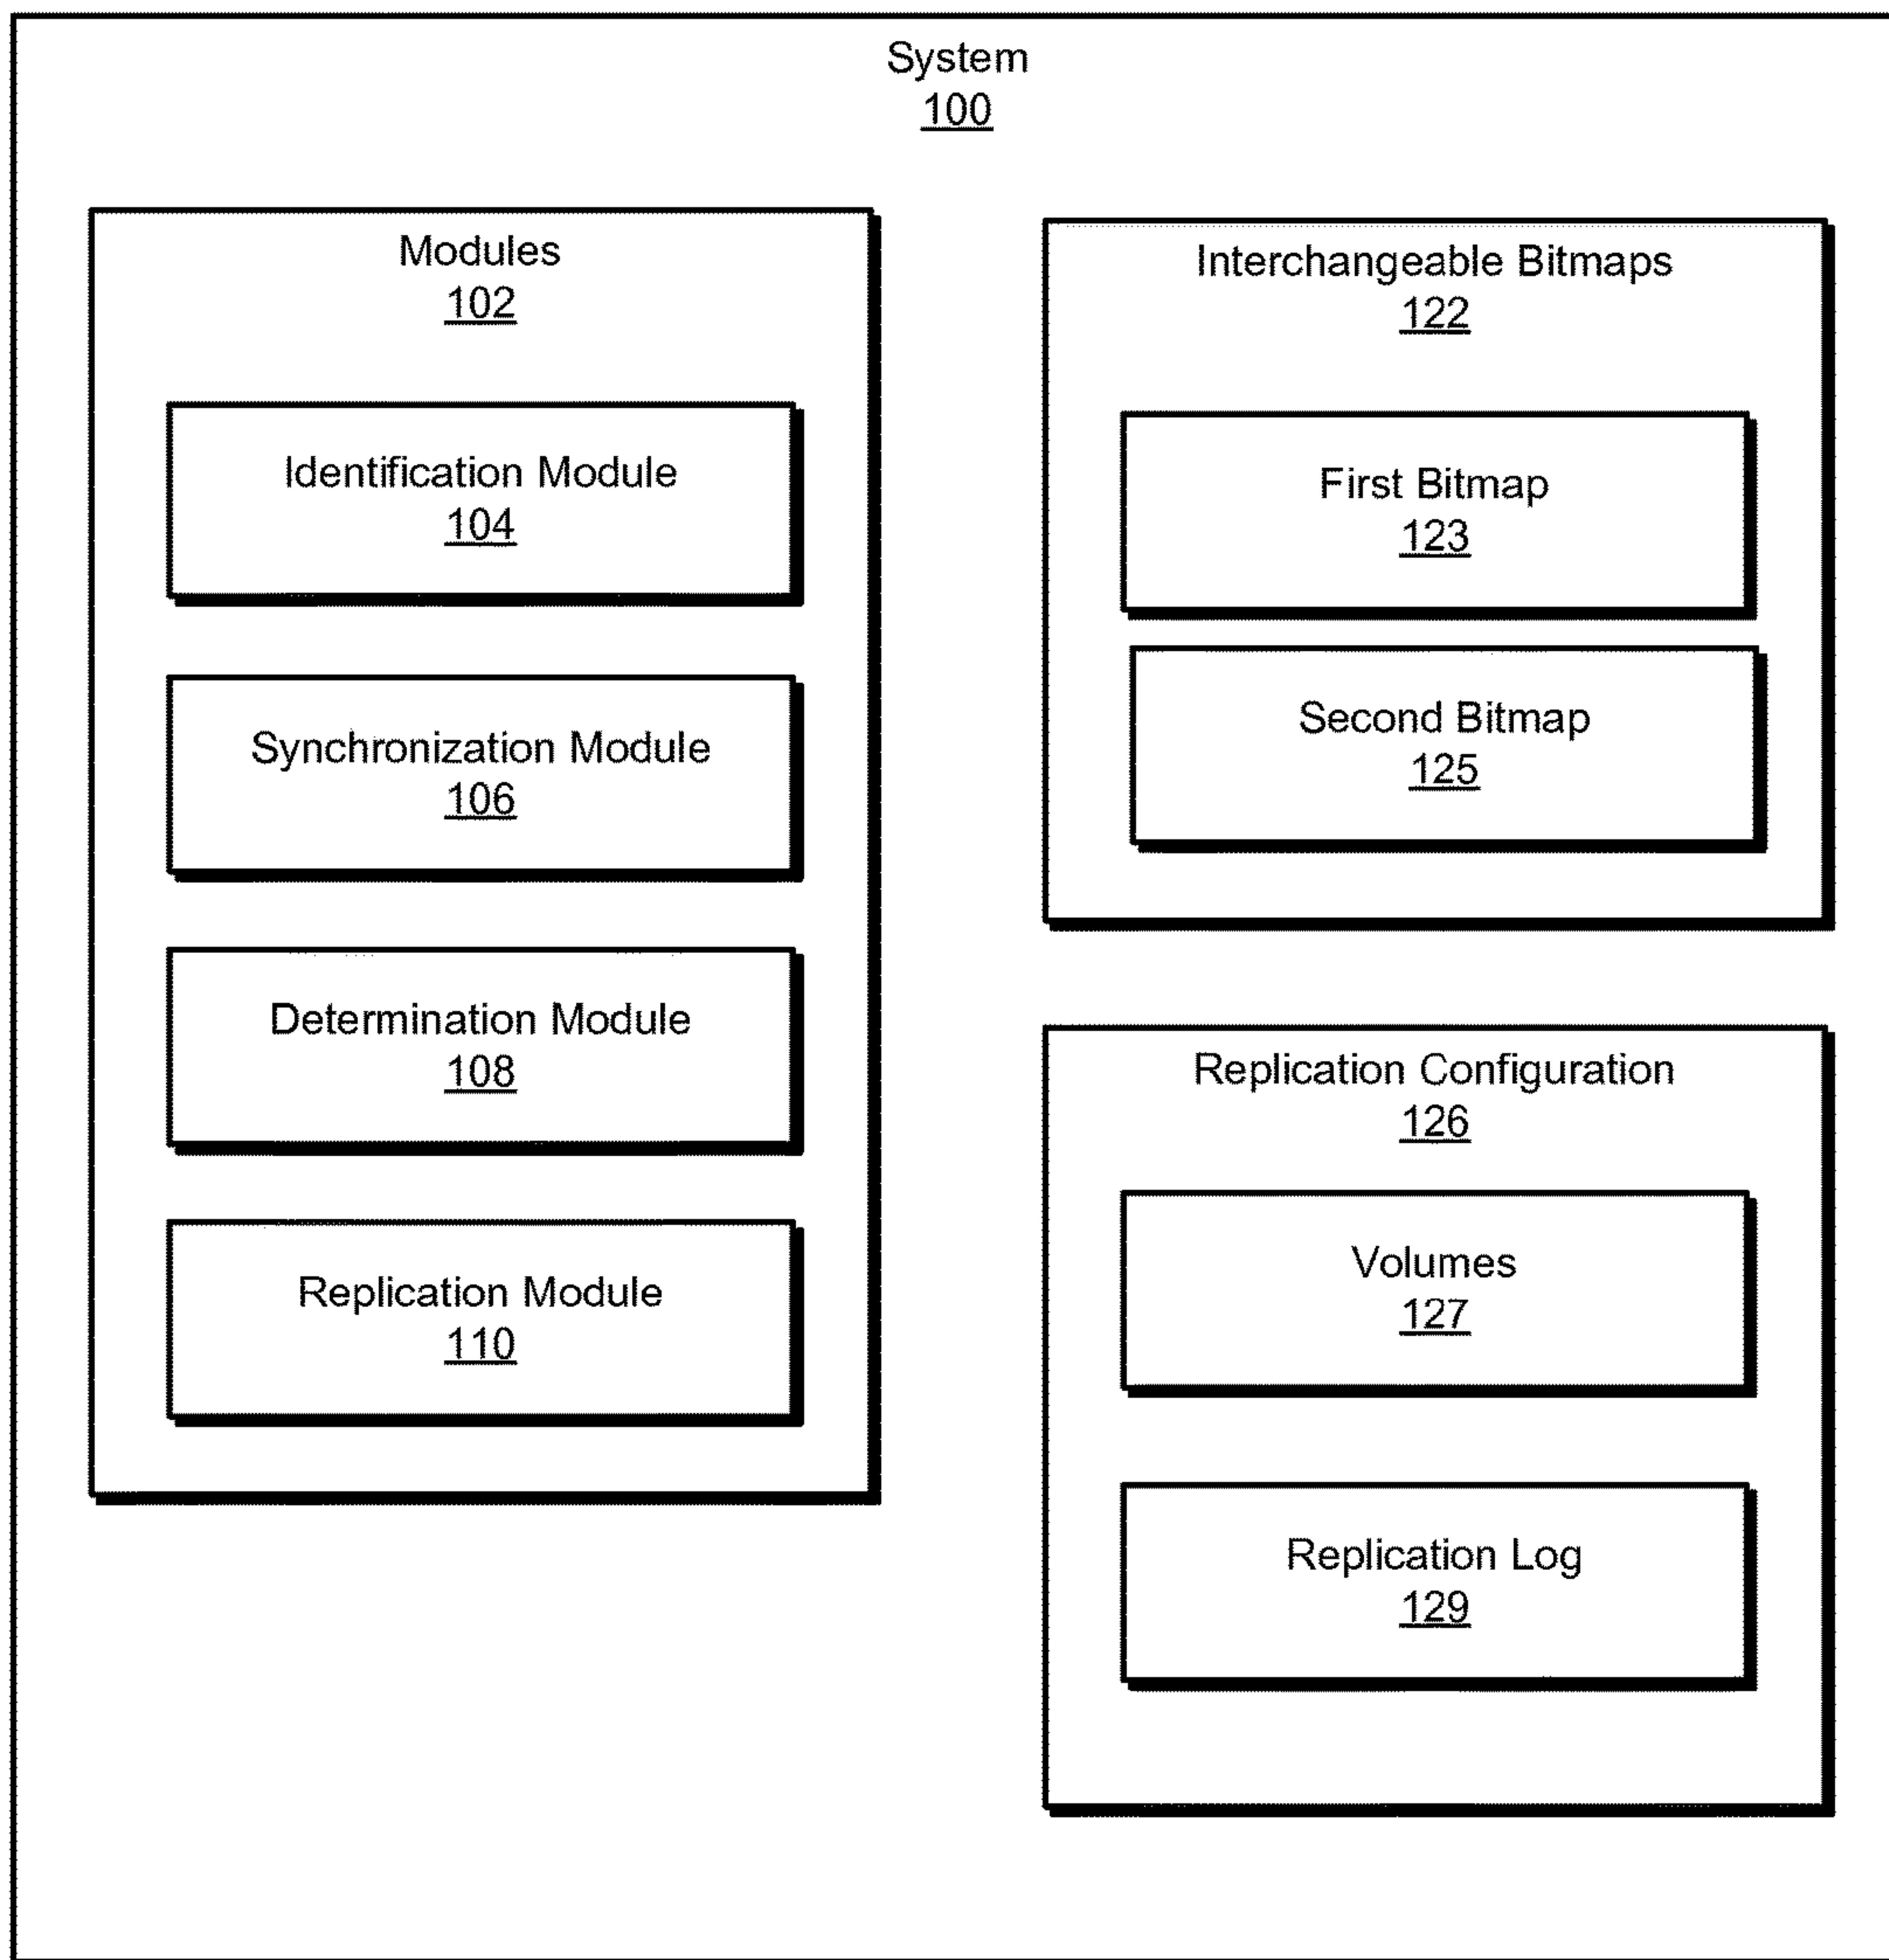 System
100
Modules
102
Identification Module
104
Synchronization Module
106
Determination Module
108
Replication Module
110
Interchangeable Bitmaps
122
First Bitmap
123
Second Bitmap
125
Replication Configuration
126
Volumes
127
Replication Log
129